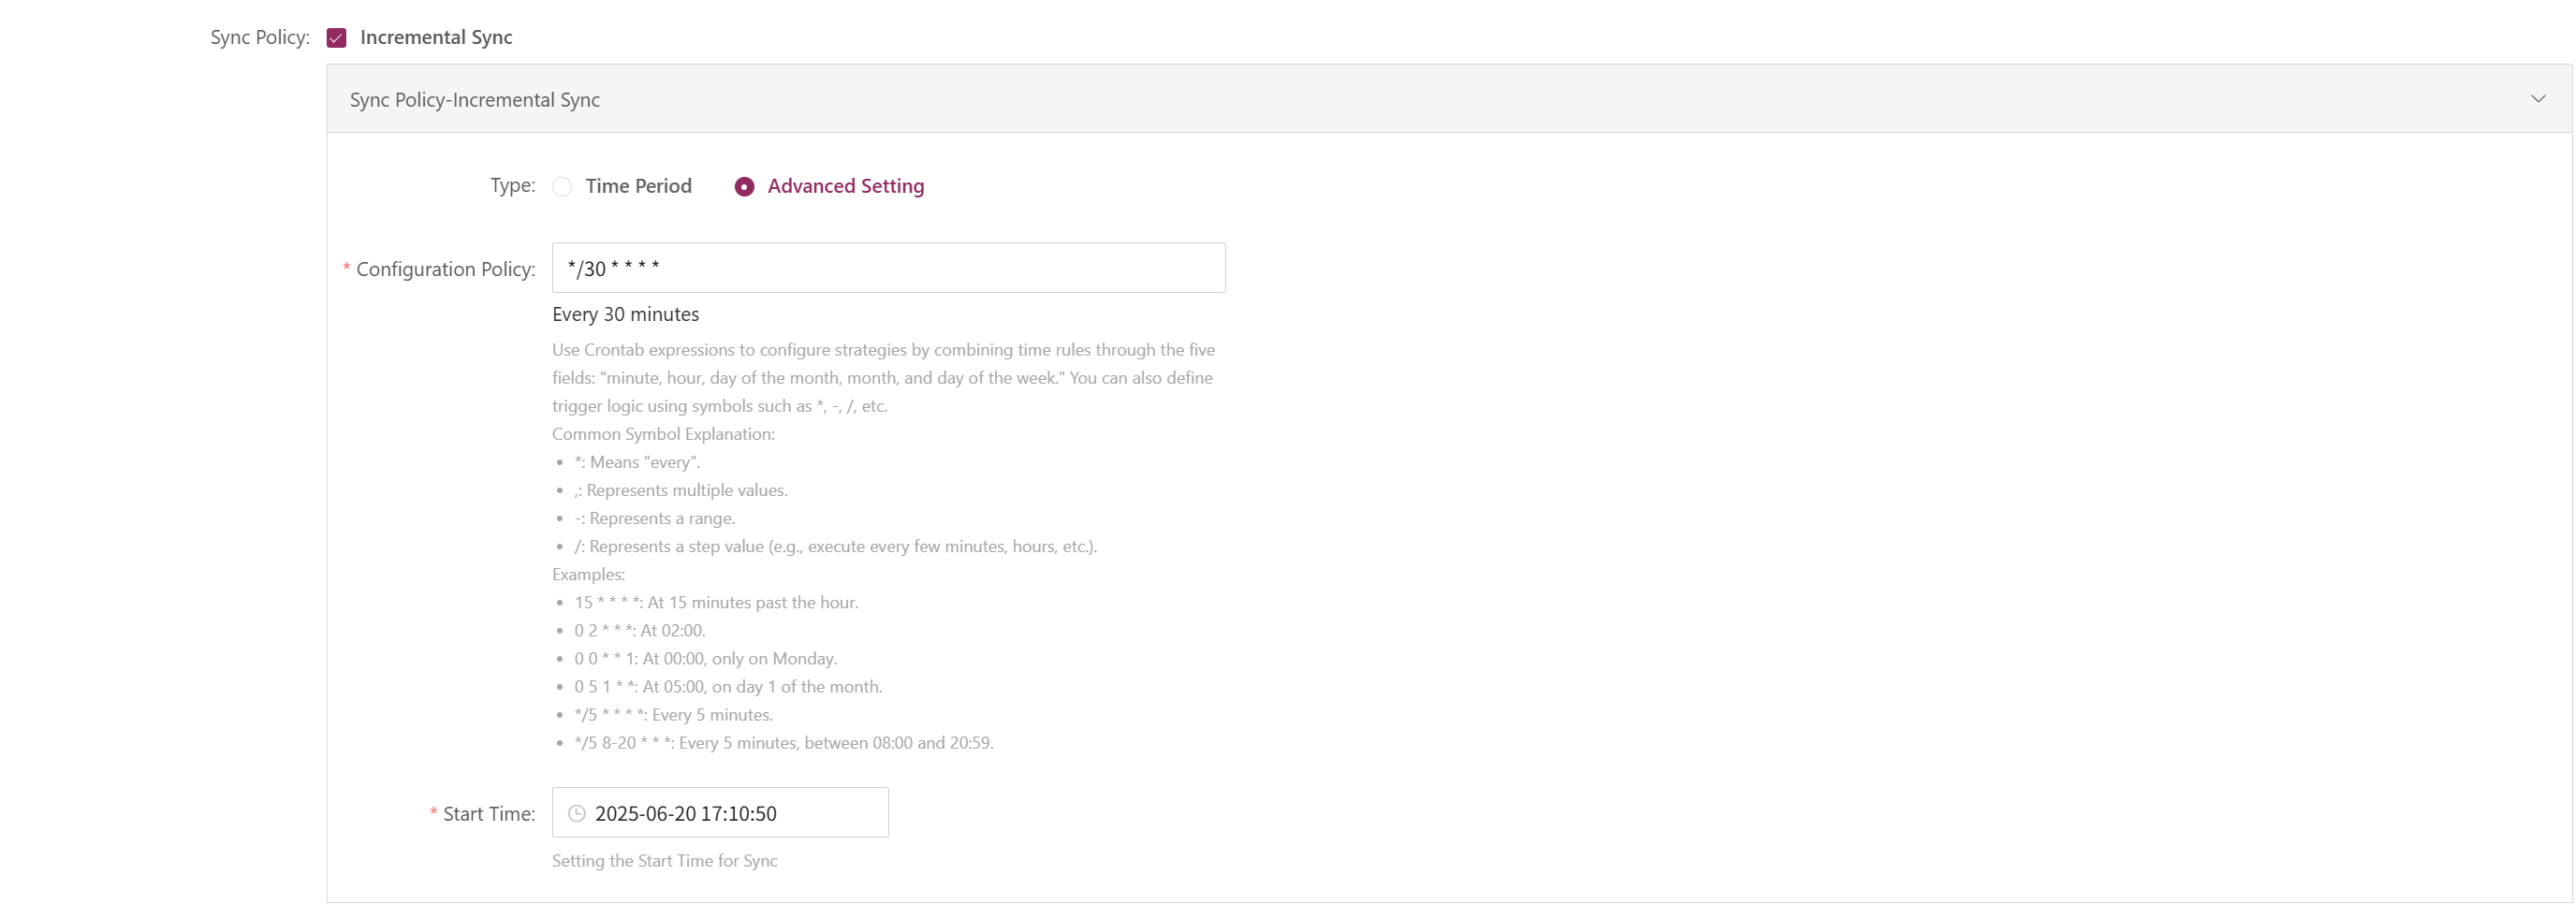 Sync Policy: Incremental Sync
Sync Policy-Incremental Sync
Type: Time Period Advanced Setting
* Configuration Policy: */30 * * * *
Every 30 minutes
Use Crontab expressions to configure strategies by combining time rules through the five
fields: "minute, hour, day of the month, month, and day of the week." You can also define
trigger logic using symbols such as *, -, /, etc.
Common Symbol Explanation:
• *: Means "every".
• ,: Represents multiple values.
• -: Represents a range.
• /: Represents a step value (e.g., execute every few minutes, hours, etc.).
Examples:
• 15 * * * *: At 15 minutes past the hour.
• 0 2 * * *: At 02:00.
• 0 0 * * 1: At 00:00, only on Monday.
• 0 5 1 * *: At 05:00, on day 1 of the month.
• */5 * * * *: Every 5 minutes.
• */5 8-20 * * *: Every 5 minutes, between 08:00 and 20:59.
* Start Time: 2025-06-20 17:10:50
Setting the Start Time for Sync